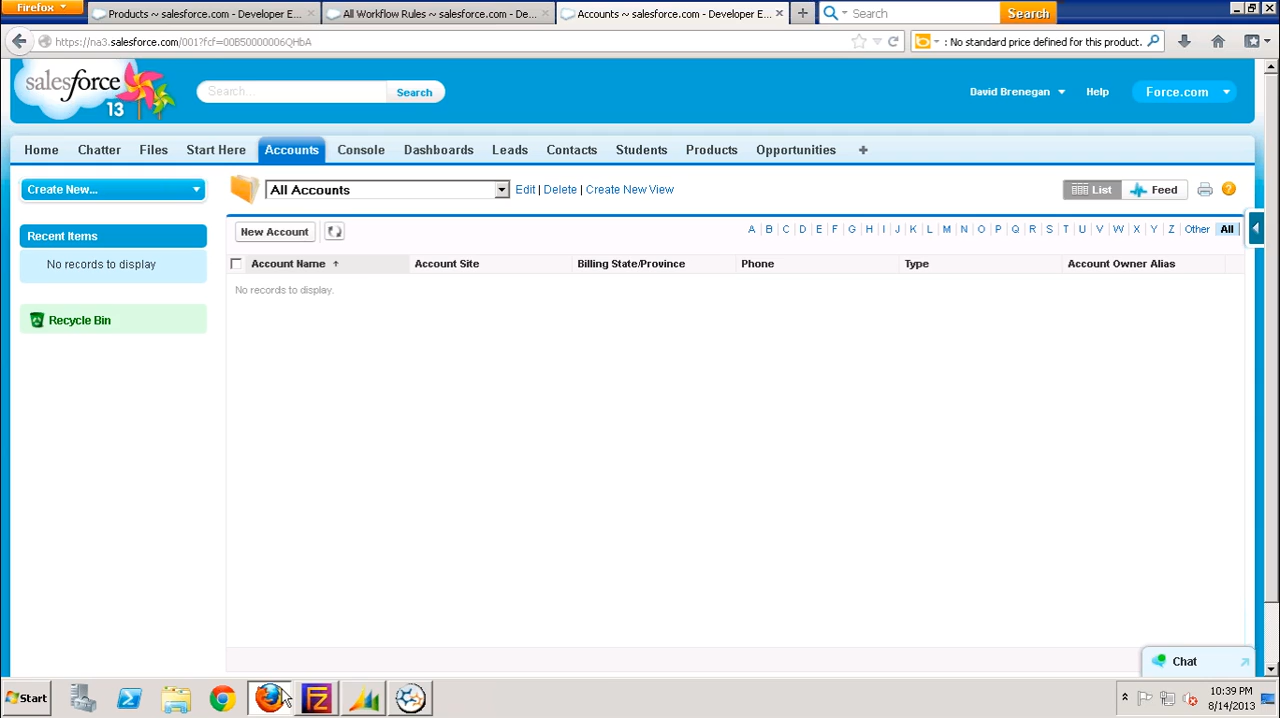 Firefox
Products ~ salesforce.com - Developer E...
All Workflow Rules ~ salesforce.com - De...
Accounts ~ salesforce.com - Developer E...
Search
Search
https://na3.salesforce.com/001?fcf=00B50000006QHbA
: No standard price defined for this product.
salesforce
13
Search...
Search
David Brenegan
Help
Force.com
Home
Chatter
Files
Start Here
Accounts
Console
Dashboards
Leads
Contacts
Students
Products
Opportunities
Create New...
All Accounts
Edit | Delete | Create New View
List
Feed
Recent Items
No records to display
Recycle Bin
New Account
A | B | C | D | E | F | G | H | I | J | K | L | M | N | O | P | Q | R | S | T | U | V | W | X | Y | Z | Other | All
Account Name
Account Site
Billing State/Province
Phone
Type
Account Owner Alias
No records to display.
Chat
Start
10:39 PM
8/14/2013